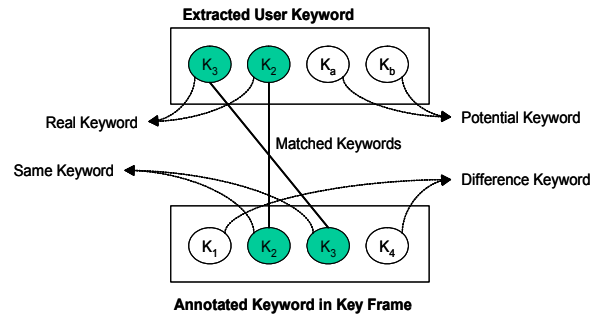 Extracted User Keyword
K3 K2 Ka Kb
Real Keyword
Potential Keyword
Matched Keywords
Same Keyword
Difference Keyword
K1 K2 K3 K4
Annotated Keyword in Key Frame